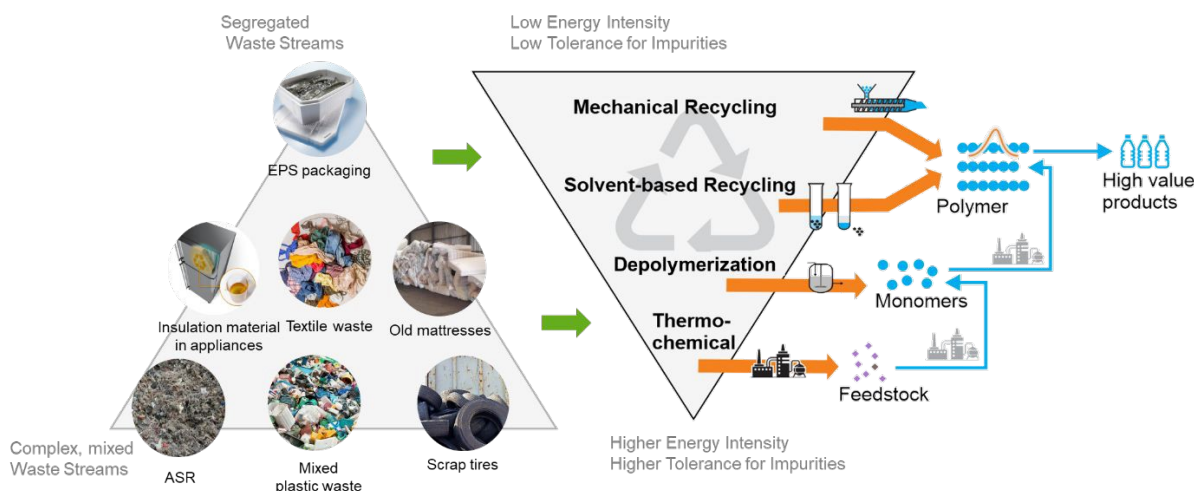 Segregated
Waste Streams
EPS packaging
Insulation material
in appliances
Textile waste
Old mattresses
Complex, mixed
Waste Streams
ASR
Mixed
plastic waste
Scrap tires
Low Energy Intensity
Low Tolerance for Impurities
Mechanical Recycling
Solvent-based Recycling
Depolymerization
Thermo-
chemical
Polymer
High value
products
Monomers
Feedstock
Higher Energy Intensity
Higher Tolerance for Impurities